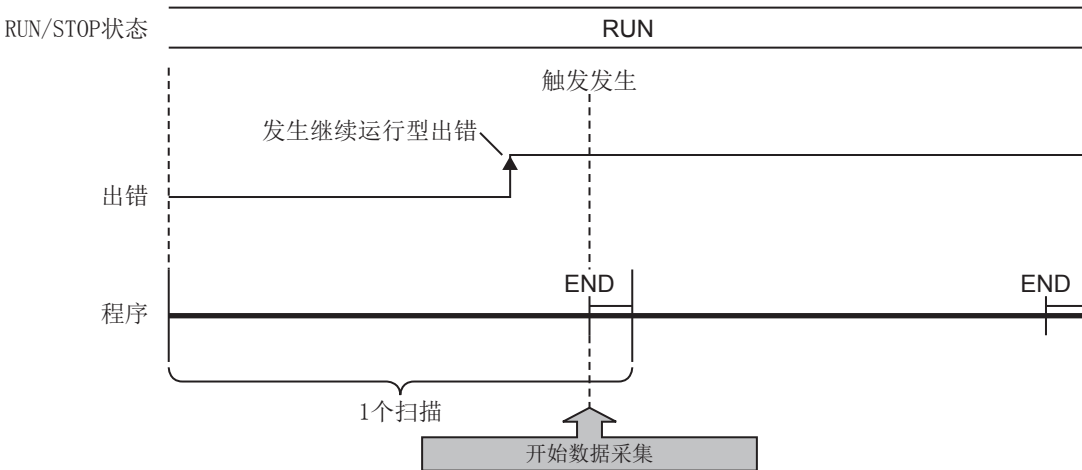 RUN/STOP状态
RUN
触发发生
发生继续运行型出错
出错
END
END
程序
1个扫描
开始数据采集